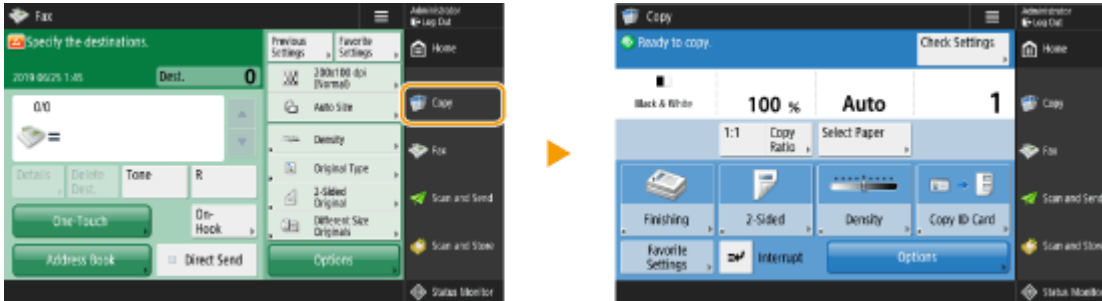 Fax
Administrator
Log Out
Specify the destinations.
Previous
Settings
Favorite
Settings
Home
2019 06/25 1:45
Dest. 0
200x100 dpi
(Normal)
0/0
Auto Size
Copy
=
Density
Fax
Details
Delete
Dest.
Tone
R
Original Type
One-Touch
On-
Hook
2-Sided
Original
Scan and Send
Different Size
Originals
Address Book
Direct Send
Options
Scan and Store
Status Monitor
Copy
Administrator
Log Out
Ready to copy.
Check Settings
Home
Black & White
100 %
Auto
1
Copy
1:1 Copy
Ratio
Select Paper
Fax
Finishing
2-Sided
Density
Copy ID Card
Scan and Send
Favorite
Settings
Interrupt
Options
Scan and Store
Status Monitor